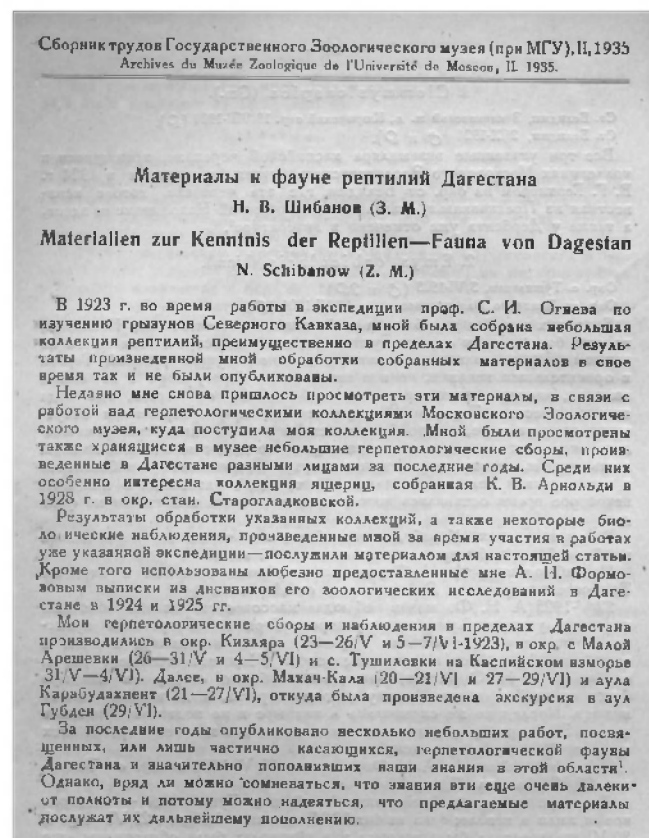 Сборник трудов Государственного Зоологического музея (при МГУ), II, 1935
Archives du Muzée Zoologique de l'Université de Moscou, II. 1935.
Материалы к фауне рептилий Дагестана
Н. В. Шибанов (З. М.)
Materialien zur Kenntnis der Reptilien—Fauna von Dagestan
N. Schibanow (Z. M.)
В 1923 г. во время работы в экспедиции проф. С. И. Огнева по
изучению грызунов Северного Кавказа, мной была собрана небольшая
коллекция рептилий, преимущественно в пределах Дагестана. Резуль-
таты произведенной мной обработки собранных материалов в свое
время так и не были опубликованы.
Недавно мне снова пришлось просмотреть эти материалы, в связи с
работой над герпетологическими коллекциями Московского Зоологиче-
ского музея, куда поступила моя коллекция. Мной были просмотрены
также хранящиеся в музее небольшие герпетологические сборы, произ-
веденные в Дагестане разными лицами за последние годы. Среди них
особенно интересна коллекция ящериц, собранная К. В. Арнольди в
1928 г. в окр. стан. Старогладковской.
Результаты обработки указанных коллекций, а также некоторые био-
ло ические наблюдения, произведенные мной за время участия в работах
уже указанной экспедиции—послужили материалом для настоящей статьи.
Кроме того использованы любезно предоставленные мне А. Н. Формо-
зовым выписки из дневников его зоологических исследований в Даге-
стане в 1924 и 1925 гг.
Мои герпетологические сборы и наблюдения в пределах Дагестана
производились в окр. Кизляра (23—26/V и 5—7/VI-1923), в окр. с Малой
Арешевки (26—31/V и 4—5/VI) и с. Тушиловки на Каспийском взморье
31/V—4/VI). Далее, в окр. Махач-Кала (20—21/VI и 27—29/VI) и аула
Карабудахкент (21—27/VI), откуда была произведена экскурсия в аул
Губден (29/VI).
За последние годы опубликовано несколько небольших работ, посвя-
щенных, или лишь частично касающихся, герпетологической фауны
Дагестана и значительно пополнивших наши знания в этой области¹.
Однако, вряд ли можно сомневаться, что знания эти еще очень далеки
от полноты и потому можно надеяться, что предлагаемые материалы
послужат их дальнейшему пополнению.